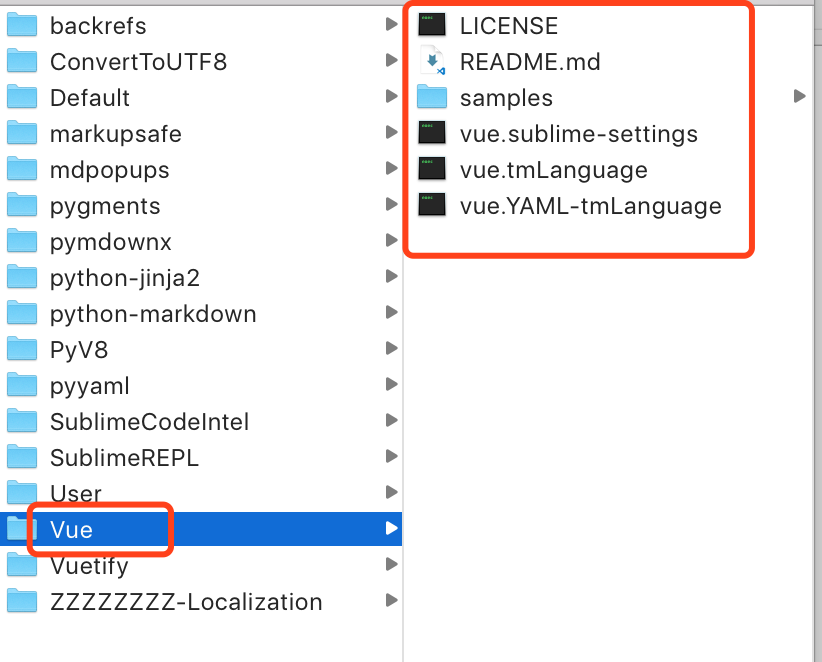 backrefs
ConvertToUTF8
Default
markupsafe
mdpopups
pygments
pymdownx
python-jinja2
python-markdown
PyV8
pyyaml
SublimeCodeIntel
SublimeREPL
User
Vue
Vuetify
ZZZZZZZZ-Localization
LICENSE
README.md
samples
vue.sublime-settings
vue.tmLanguage
vue.YAML-tmLanguage